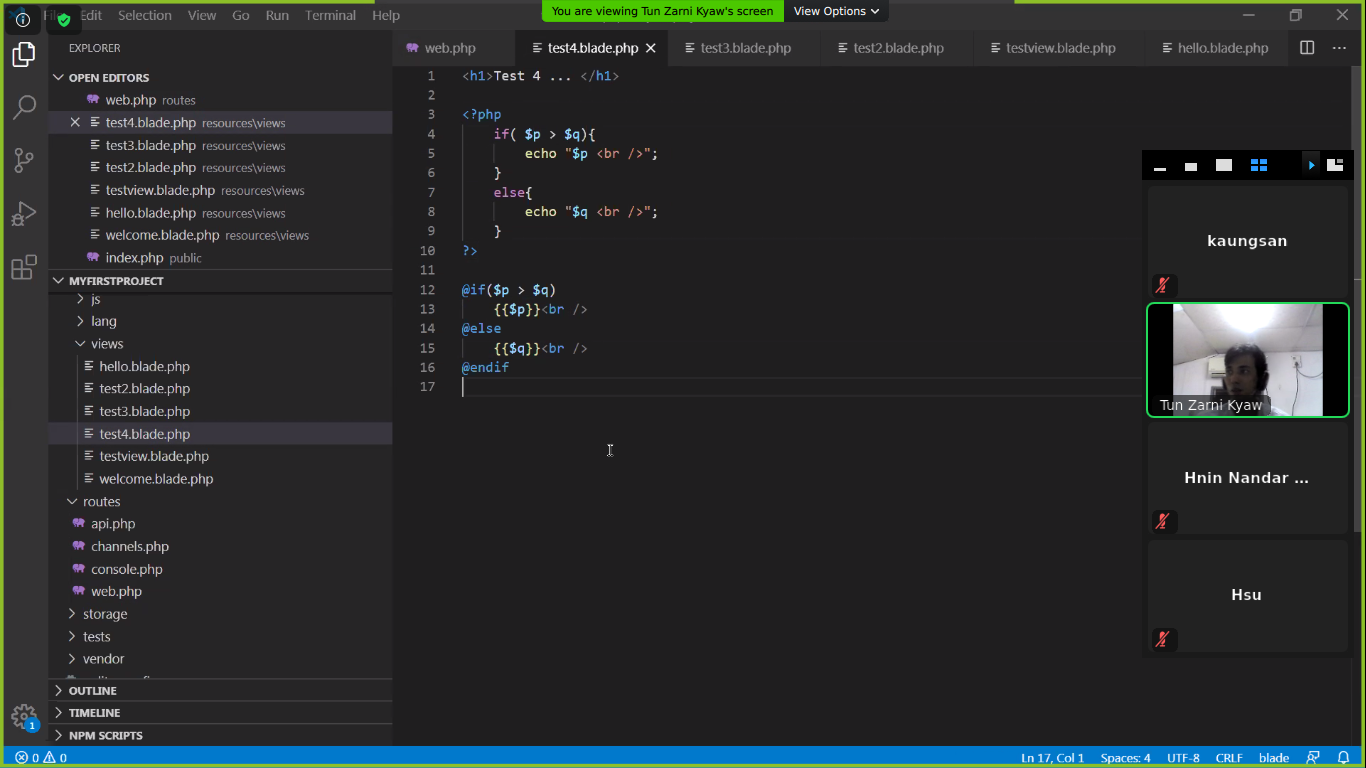 You are viewing Tun Zarni Kyaw's screen View Options
Edit Selection View Go Run Terminal Help
EXPLORER
OPEN EDITORS
web.php routes
test4.blade.php resources\views
test3.blade.php resources\views
test2.blade.php resources\views
testview.blade.php resources\views
hello.blade.php resources\views
welcome.blade.php resources\views
index.php public
MYFIRSTPROJECT
js
lang
views
hello.blade.php
test2.blade.php
test3.blade.php
test4.blade.php
testview.blade.php
welcome.blade.php
routes
api.php
channels.php
console.php
web.php
storage
tests
vendor
OUTLINE
TIMELINE
NPM SCRIPTS
1
web.php test4.blade.php test3.blade.php test2.blade.php testview.blade.php hello.blade.php
1 <h1>Test 4 ... </h1>
2
3 <?php
4 if( $p > $q){
5 echo "$p <br />";
6 }
7 else{
8 echo "$q <br />";
9 }
10 ?>
11
12 @if($p > $q)
13 {{$p}}<br />
14 @else
15 {{$q}}<br />
16 @endif
17
kaungsan
Tun Zarni Kyaw
Hnin Nandar ...
Hsu
0 0 Ln 17, Col 1 Spaces: 4 UTF-8 CRLF blade